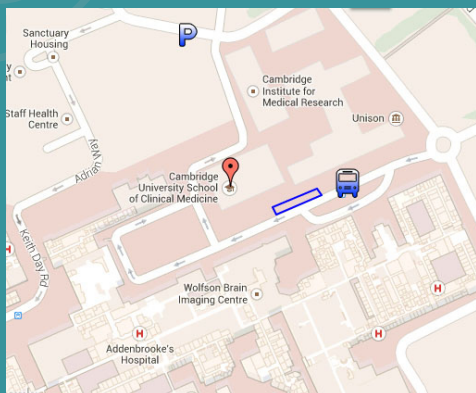 Sanctuary
Housing
P
Cambridge
Institute for
Medical Research
Staff Health
Centre
Unison
Adrian Way
Cambridge
University School
of Clinical Medicine
Keith Day Rd
H
Wolfson Brain
Imaging Centre
H
H
H
Addenbrooke's
Hospital